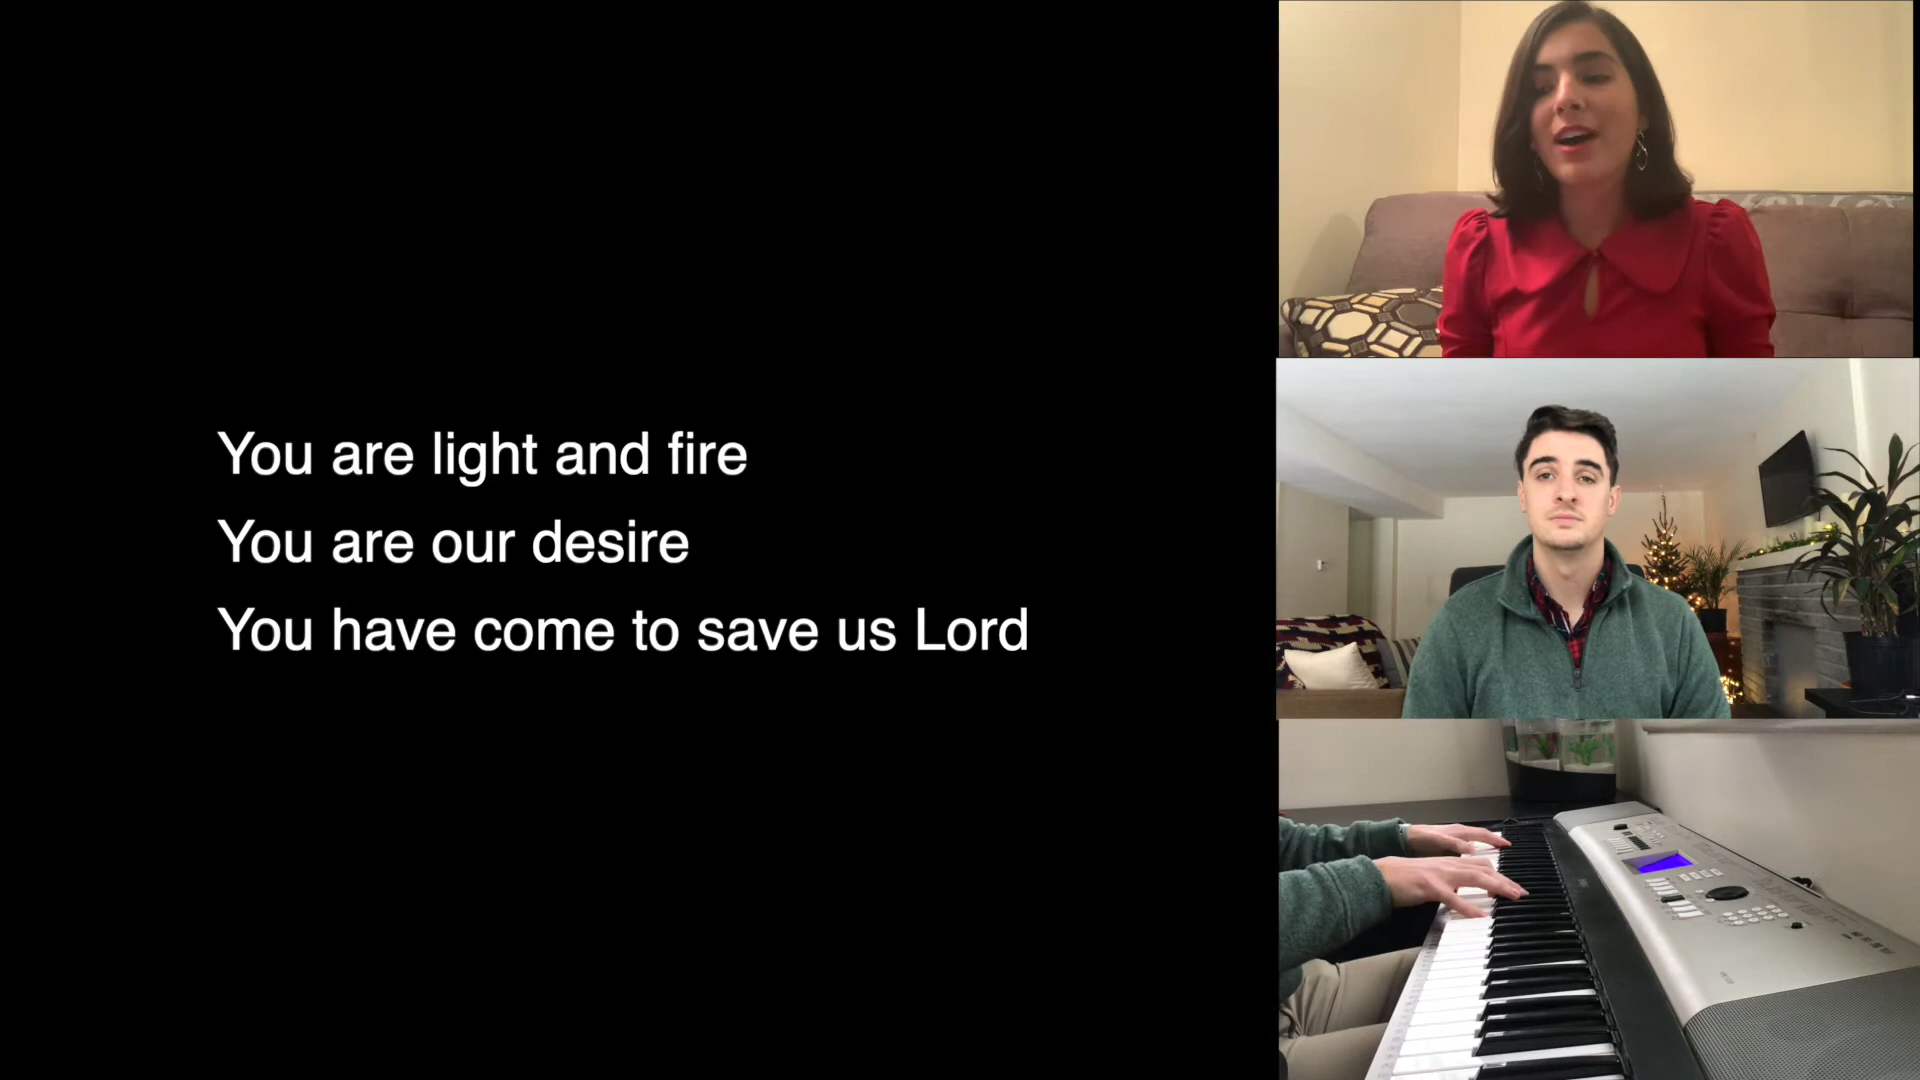 You are light and fire
You are our desire
You have come to save us Lord